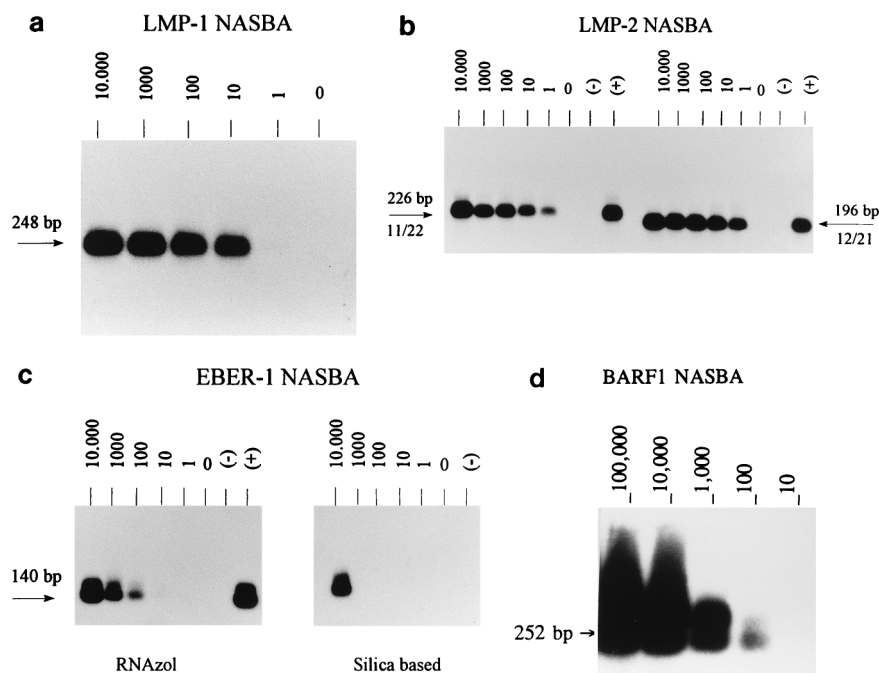 a
LMP-1 NASBA
10.000 1000 100 10 1 0
248 bp
b
LMP-2 NASBA
10.000 1000 100 10 1 0 (-) (+) 10.000 1000 100 10 1 0 (-) (+)
226 bp
11/22
196 bp
12/21
c
EBER-1 NASBA
10.000 1000 100 10 1 0 (-) (+)
10.000 1000 100 10 1 0 (-)
140 bp
RNAzol
Silica based
d
BARF1 NASBA
100,000 10,000 1,000 100 10
252 bp